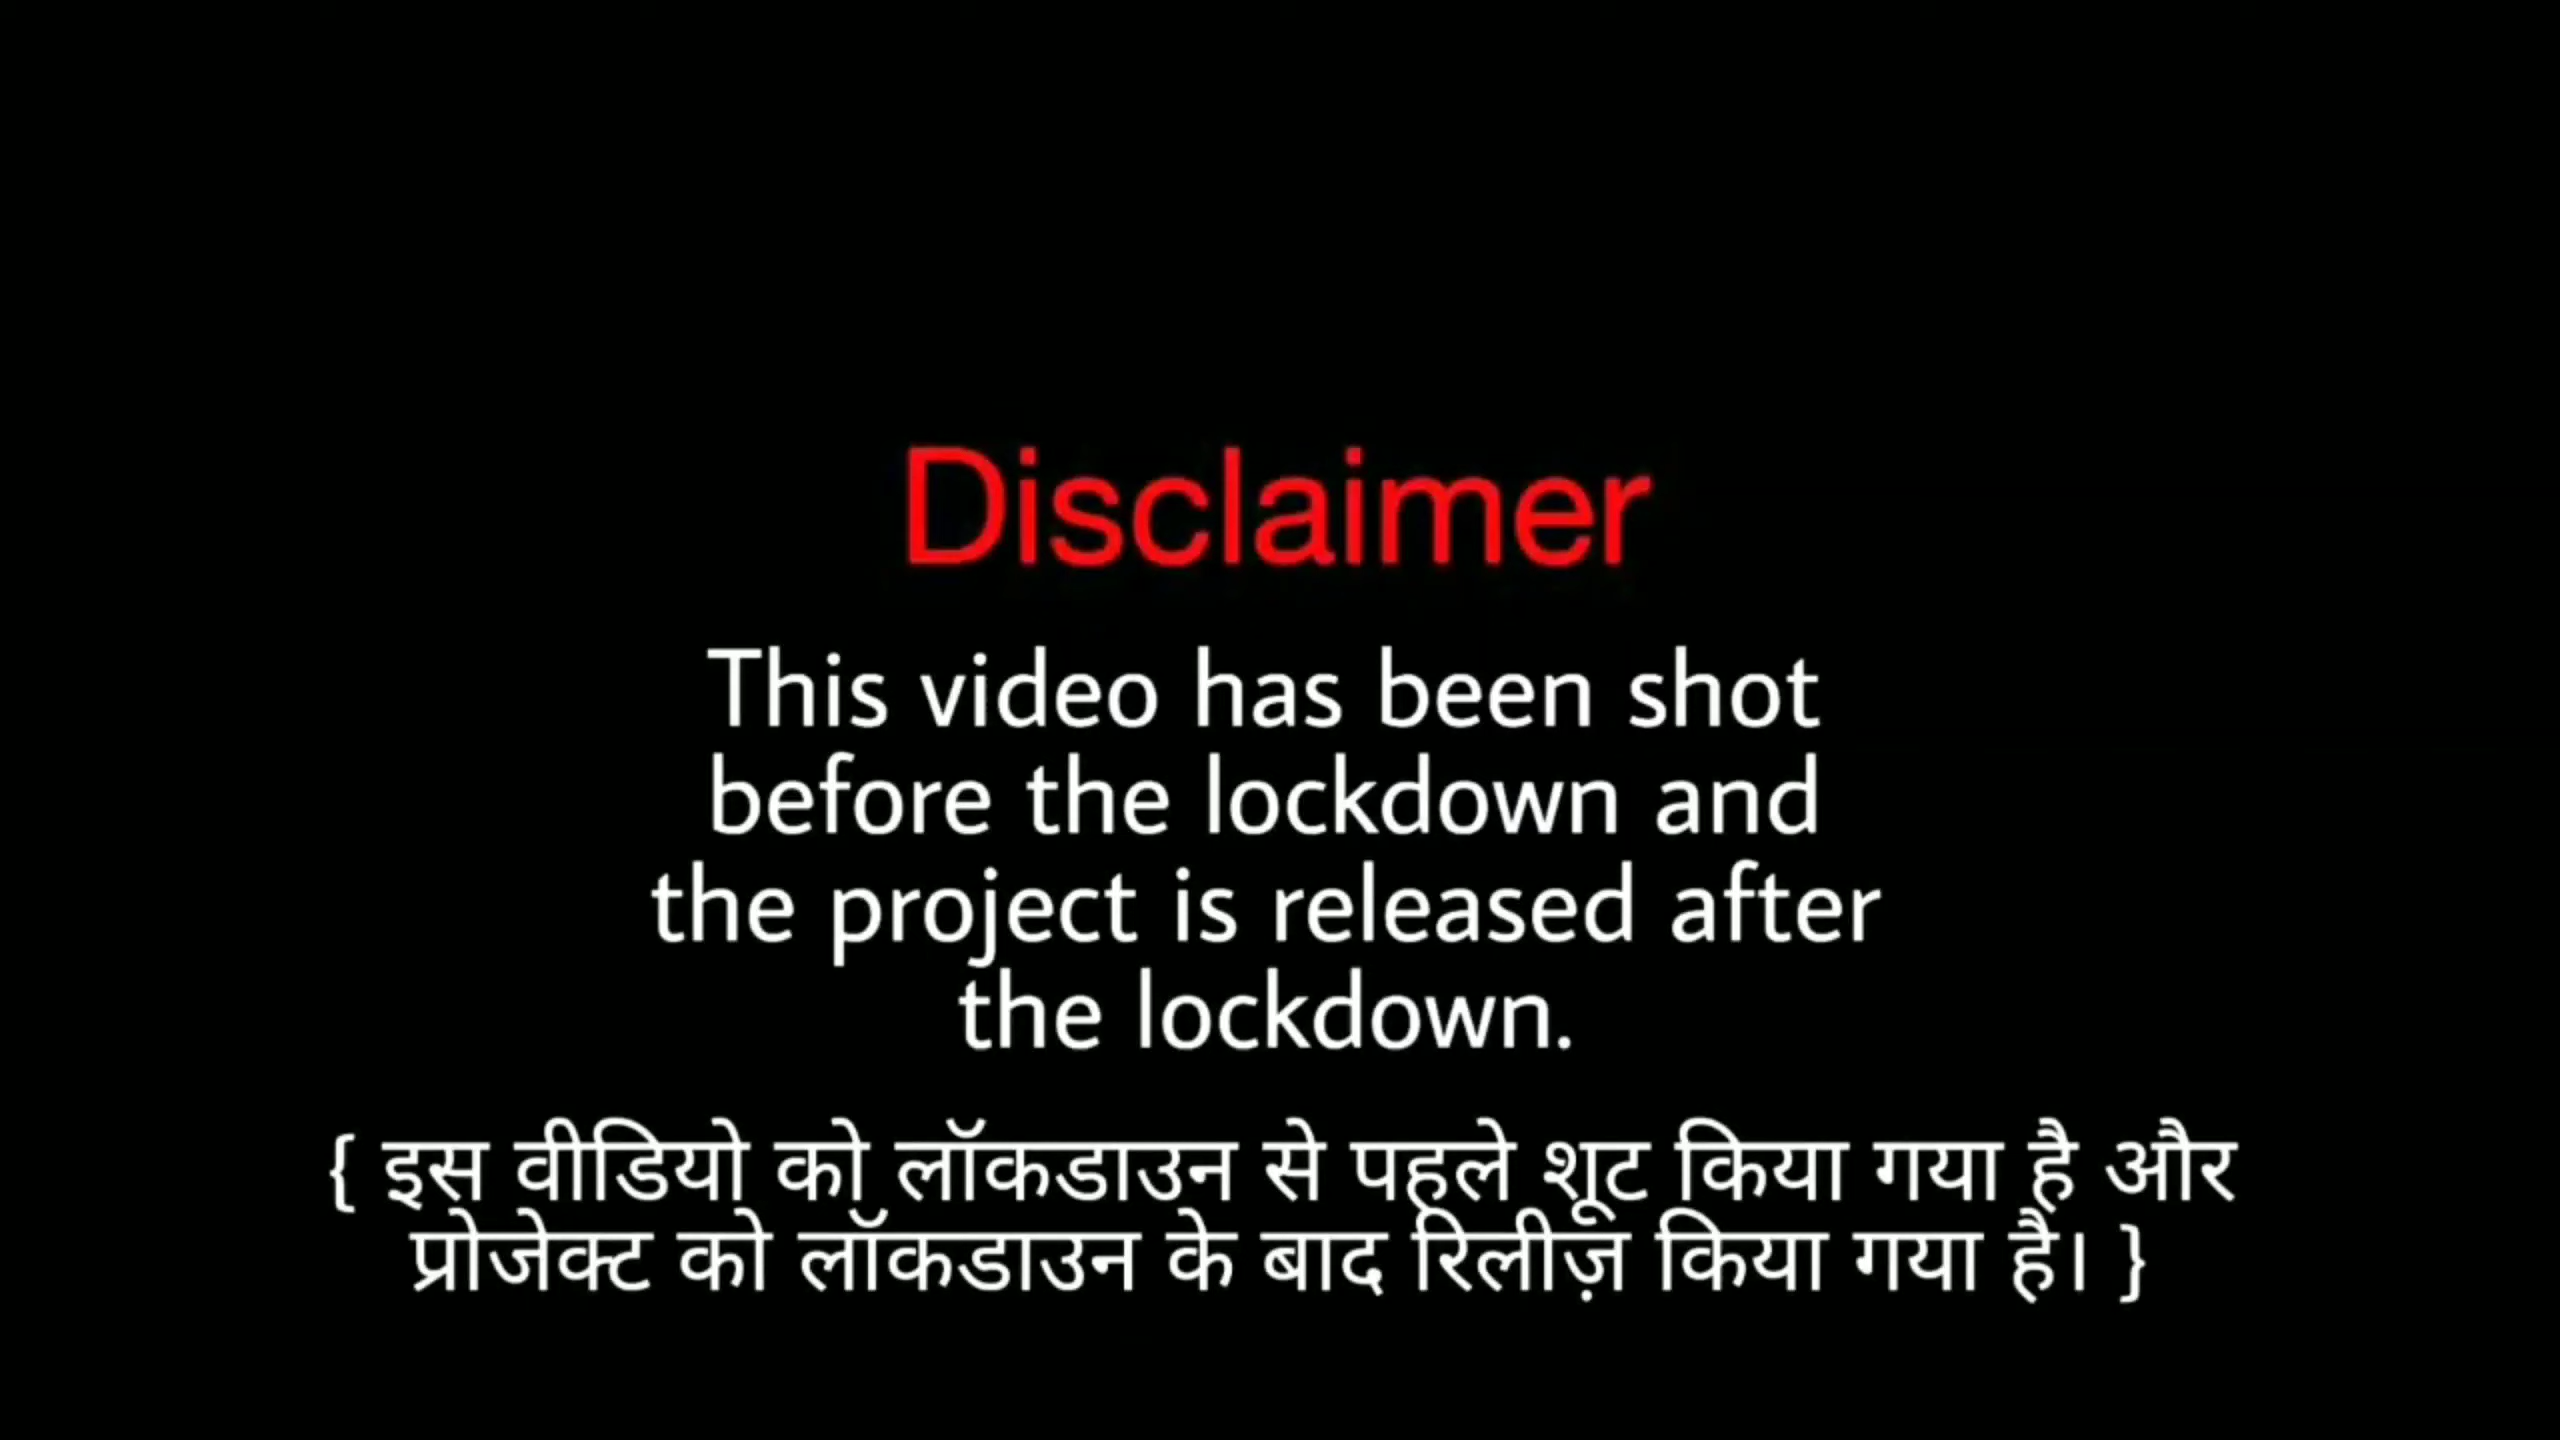 Disclaimer
This video has been shot
before the lockdown and
the project is released after
the lockdown.
{ इस वीडियो को लॉकडाउन से पहले शूट किया गया है और
प्रोजेक्ट को लॉकडाउन के बाद रिलीज़ किया गया है। }